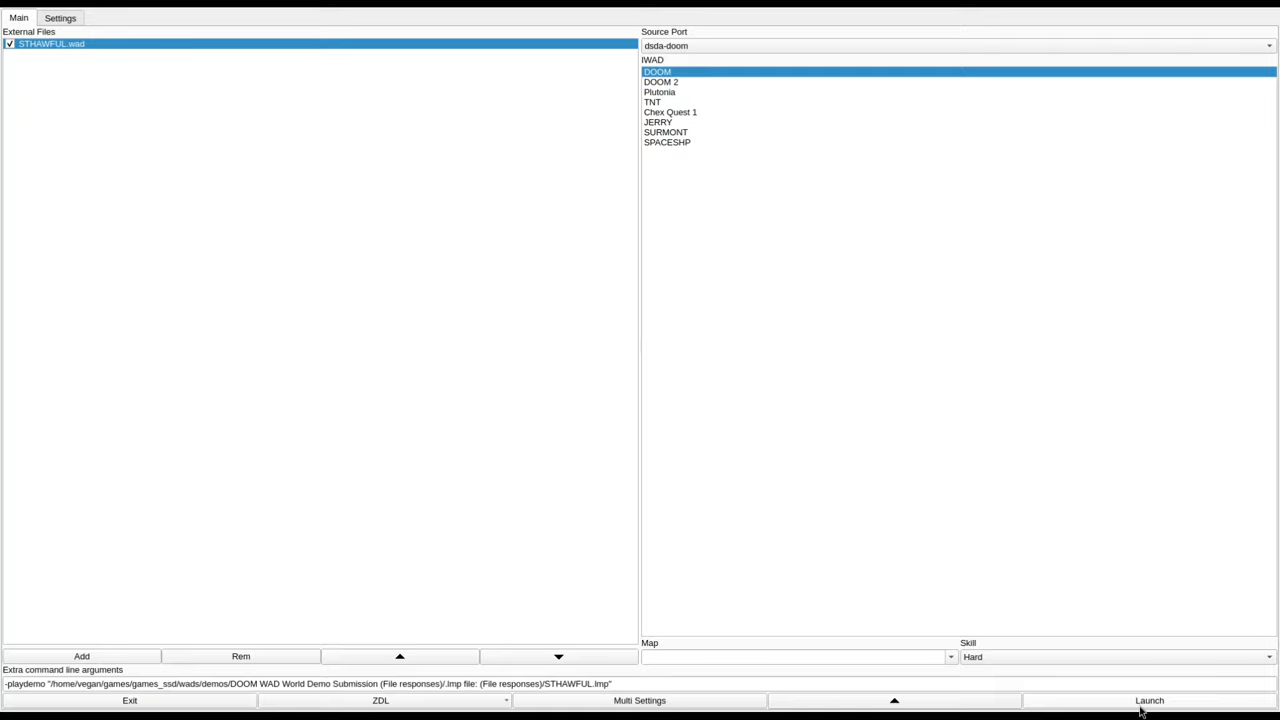 Main
Settings
External Files
STHAWFUL.wad
Source Port
dsda-doom
IWAD
DOOM
DOOM 2
Plutonia
TNT
Chex Quest 1
JERRY
SURMONT
SPACESHP
Map
Skill
Hard
Add
Rem
Extra command line arguments
-playdemo "/home/vegan/games/games_ssd/wads/demos/DOOM WAD World Demo Submission (File responses)/.lmp file: (File responses)/STHAWFUL.lmp"
Exit
ZDL
Multi Settings
Launch